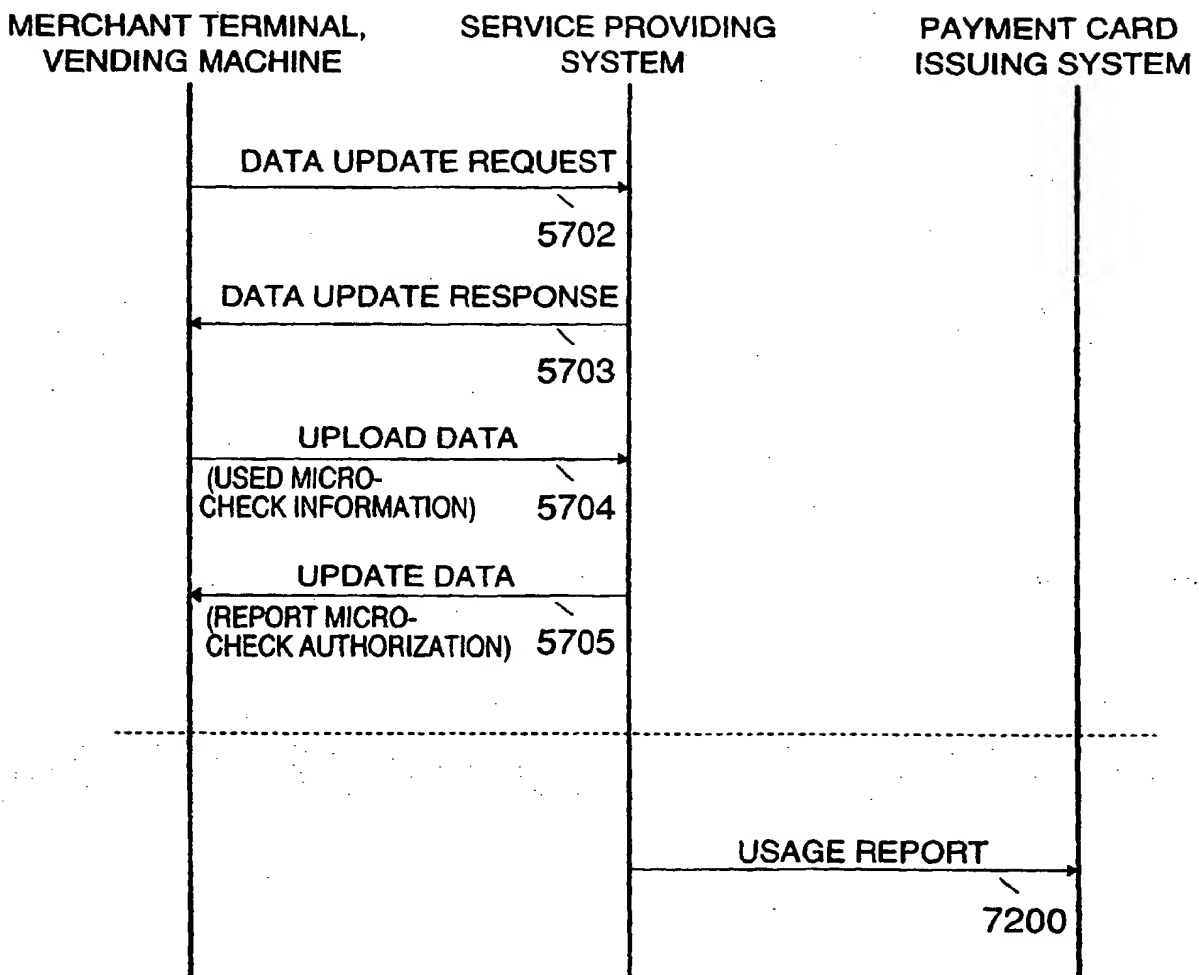 MERCHANT TERMINAL,
VENDING MACHINE
SERVICE PROVIDING
SYSTEM
PAYMENT CARD
ISSUING SYSTEM
DATA UPDATE REQUEST
5702
DATA UPDATE RESPONSE
5703
UPLOAD DATA
(USED MICRO-
CHECK INFORMATION)
5704
UPDATE DATA
(REPORT MICRO-
CHECK AUTHORIZATION)
5705
USAGE REPORT
7200